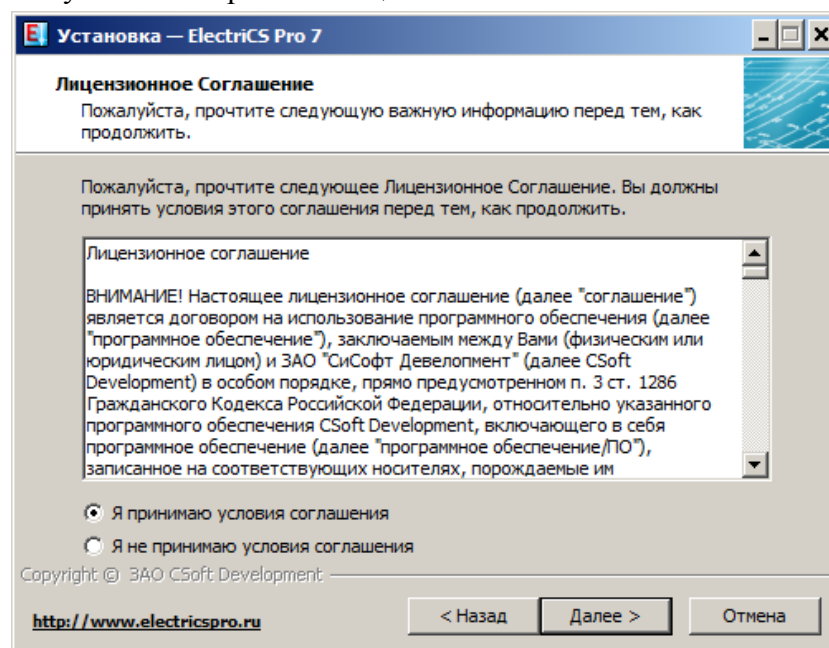 Установка — ElectriCS Pro 7
Лицензионное Соглашение
Пожалуйста, прочтите следующую важную информацию перед тем, как
продолжить.
Пожалуйста, прочтите следующее Лицензионное Соглашение. Вы должны
принять условия этого соглашения перед тем, как продолжить.
Лицензионное соглашение
ВНИМАНИЕ! Настоящее лицензионное соглашение (далее "соглашение")
является договором на использование программного обеспечения (далее
"программное обеспечение"), заключаемым между Вами (физическим или
юридическим лицом) и ЗАО "СиСофт Девелопмент" (далее CSoft
Development) в особом порядке, прямо предусмотренном п. 3 ст. 1286
Гражданского Кодекса Российской Федерации, относительно указанного
программного обеспечения CSoft Development, включающего в себя
программное обеспечение (далее "программное обеспечение/ПО"),
записанное на соответствующих носителях, порождаемые им
Я принимаю условия соглашения
Я не принимаю условия соглашения
Copyright © ЗАО CSoft Development
http://www.electricspro.ru
< Назад
Далее >
Отмена